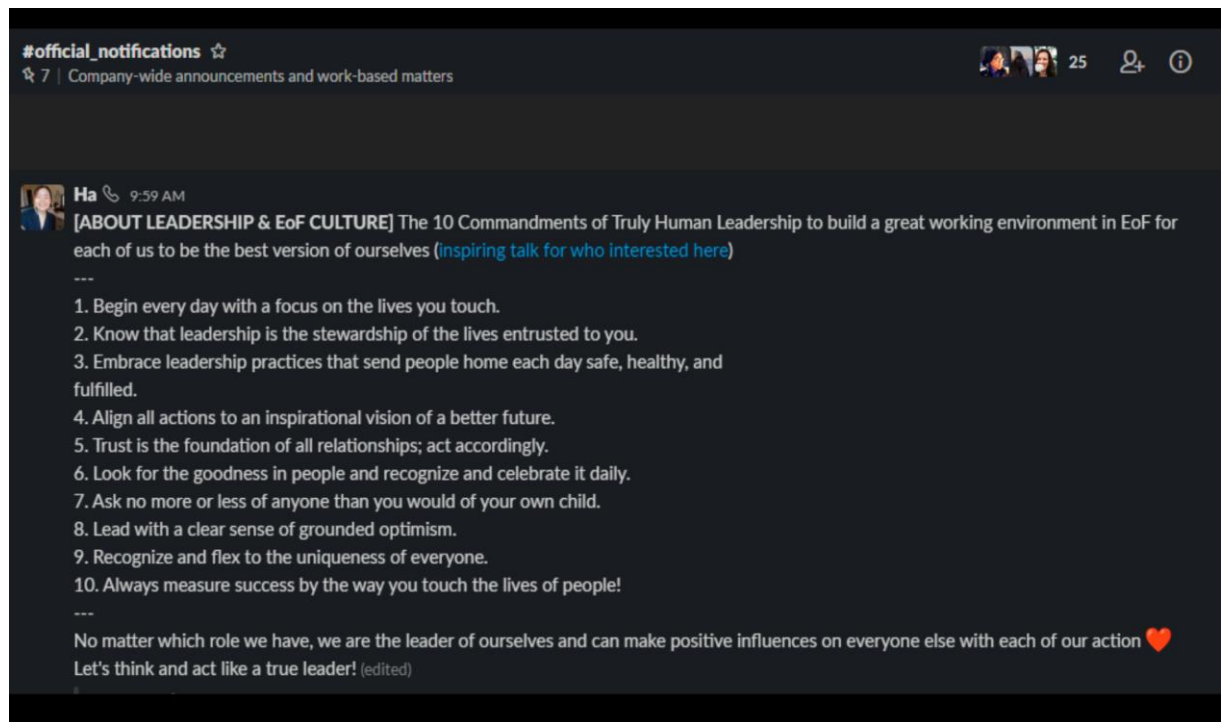 #official_notifications
7 | Company-wide announcements and work-based matters
25
Ha 9:59 AM
[ABOUT LEADERSHIP & EoF CULTURE] The 10 Commandments of Truly Human Leadership to build a great working environment in EoF for
each of us to be the best version of ourselves (inspiring talk for who interested here)
---
1. Begin every day with a focus on the lives you touch.
2. Know that leadership is the stewardship of the lives entrusted to you.
3. Embrace leadership practices that send people home each day safe, healthy, and
fulfilled.
4. Align all actions to an inspirational vision of a better future.
5. Trust is the foundation of all relationships; act accordingly.
6. Look for the goodness in people and recognize and celebrate it daily.
7. Ask no more or less of anyone than you would of your own child.
8. Lead with a clear sense of grounded optimism.
9. Recognize and flex to the uniqueness of everyone.
10. Always measure success by the way you touch the lives of people!
---
No matter which role we have, we are the leader of ourselves and can make positive influences on everyone else with each of our action ❤️
Let's think and act like a true leader! (edited)